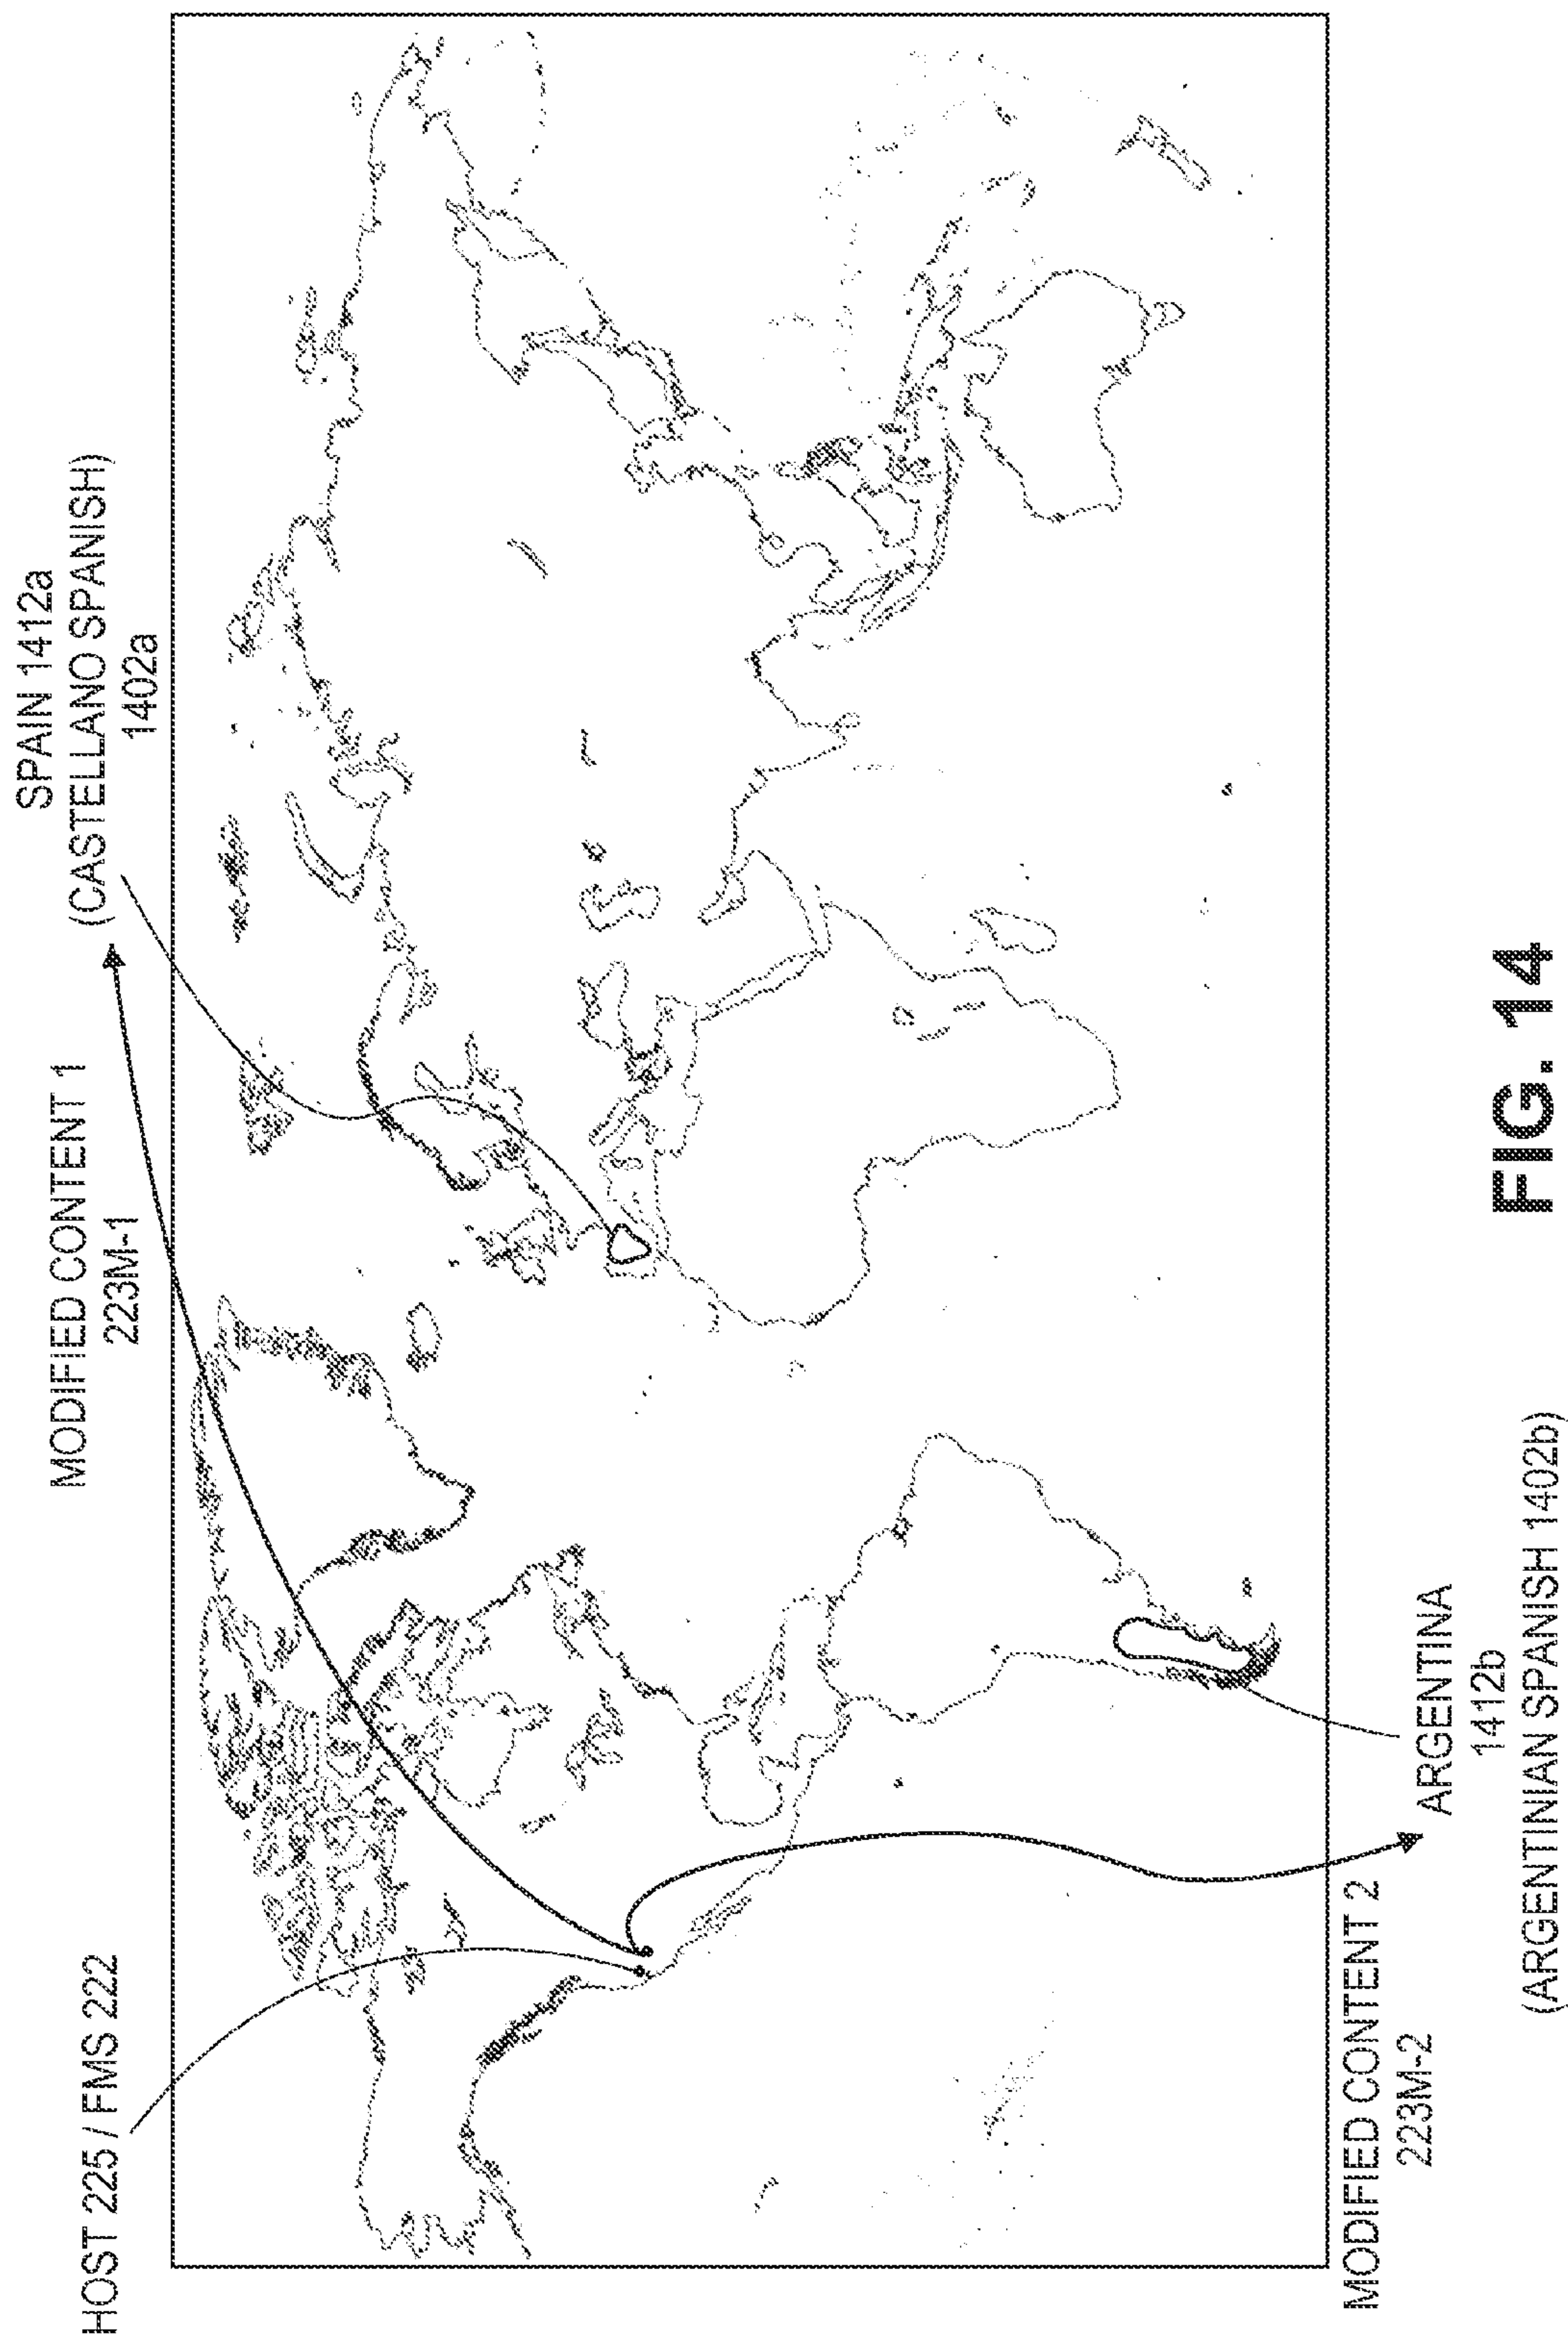 HOST 225 / FMS 222
MODIFIED CONTENT 1
223M-1
SPAIN 1412a
(CASTELLANO SPANISH)
1402a
MODIFIED CONTENT 2
223M-2
ARGENTINA
1412b
(ARGENTINIAN SPANISH 1402b)
FIG. 14